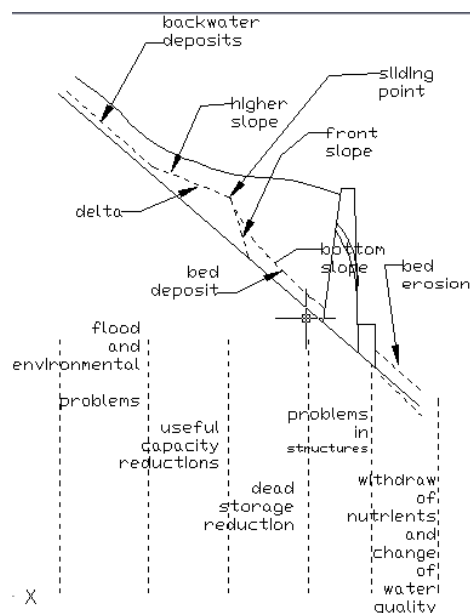 backwater
deposits
sliding
point
higher
slope
front
slope
delta
bottom
slope
bed
deposit
bed
erosion
flood
and
environmental
problems
useful
capacity
reductions
problems
in
structures
dead
storage
reduction
withdraw
of
nutrients
and
change
of
water
quality
X